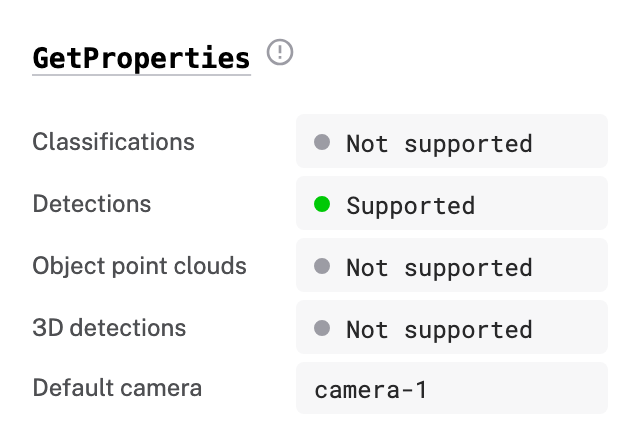 GetProperties
Classifications Not supported
Detections Supported
Object point clouds Not supported
3D detections Not supported
Default camera camera-1